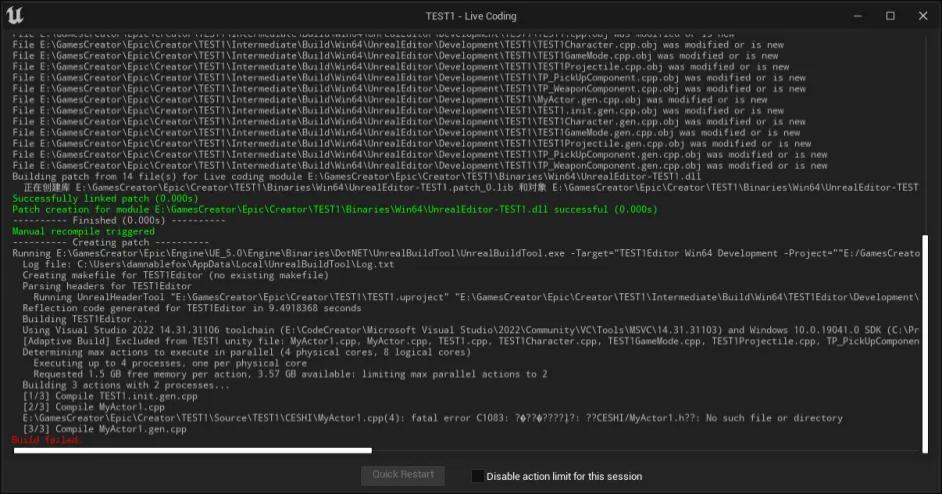 TEST1 - Live Coding
File E:\GamesCreator\Epic\Creator\TEST1\Intermediate\Build\Win64\UnrealEditor\Development\TEST1\TEST1.cpp.obj was modified or is new
File E:\GamesCreator\Epic\Creator\TEST1\Intermediate\Build\Win64\UnrealEditor\Development\TEST1\TEST1Character.cpp.obj was modified or is new
File E:\GamesCreator\Epic\Creator\TEST1\Intermediate\Build\Win64\UnrealEditor\Development\TEST1\TEST1GameMode.cpp.obj was modified or is new
File E:\GamesCreator\Epic\Creator\TEST1\Intermediate\Build\Win64\UnrealEditor\Development\TEST1\TEST1Projectile.cpp.obj was modified or is new
File E:\GamesCreator\Epic\Creator\TEST1\Intermediate\Build\Win64\UnrealEditor\Development\TEST1\TP_PickUpComponent.cpp.obj was modified or is new
File E:\GamesCreator\Epic\Creator\TEST1\Intermediate\Build\Win64\UnrealEditor\Development\TEST1\TP_WeaponComponent.cpp.obj was modified or is new
File E:\GamesCreator\Epic\Creator\TEST1\Intermediate\Build\Win64\UnrealEditor\Development\TEST1\MyActor.gen.cpp.obj was modified or is new
File E:\GamesCreator\Epic\Creator\TEST1\Intermediate\Build\Win64\UnrealEditor\Development\TEST1\TEST1.init.gen.cpp.obj was modified or is new
File E:\GamesCreator\Epic\Creator\TEST1\Intermediate\Build\Win64\UnrealEditor\Development\TEST1\TEST1Character.gen.cpp.obj was modified or is new
File E:\GamesCreator\Epic\Creator\TEST1\Intermediate\Build\Win64\UnrealEditor\Development\TEST1\TEST1GameMode.gen.cpp.obj was modified or is new
File E:\GamesCreator\Epic\Creator\TEST1\Intermediate\Build\Win64\UnrealEditor\Development\TEST1\TEST1Projectile.gen.cpp.obj was modified or is new
File E:\GamesCreator\Epic\Creator\TEST1\Intermediate\Build\Win64\UnrealEditor\Development\TEST1\TP_PickUpComponent.gen.cpp.obj was modified or is new
File E:\GamesCreator\Epic\Creator\TEST1\Intermediate\Build\Win64\UnrealEditor\Development\TEST1\TP_WeaponComponent.gen.cpp.obj was modified or is new
Building patch from 14 file(s) for Live coding module E:\GamesCreator\Epic\Creator\TEST1\Binaries\Win64\UnrealEditor-TEST1.dll
正在创建库 E:\GamesCreator\Epic\Creator\TEST1\Binaries\Win64\UnrealEditor-TEST1.patch_0.lib 和对象 E:\GamesCreator\Epic\Creator\TEST1\Binaries\Win64\UnrealEditor-TEST
Successfully linked patch (0.000s)
Patch creation for module E:\GamesCreator\Epic\Creator\TEST1\Binaries\Win64\UnrealEditor-TEST1.dll successful (0.000s)
---------- Finished (0.000s) ----------
Manual recompile triggered
---------- Creating patch ----------
Running E:\GamesCreator\Epic\Engine\UE_5.0\Engine\Binaries\DotNET\UnrealBuildTool\UnrealBuildTool.exe -Target="TEST1Editor Win64 Development -Project=""E:/GamesCreato
Log file: C:\Users\damnablefox\AppData\Local\UnrealBuildTool\Log.txt
Creating makefile for TEST1Editor (no existing makefile)
Parsing headers for TEST1Editor
Running UnrealHeaderTool "E:\GamesCreator\Epic\Creator\TEST1\TEST1.uproject" "E:\GamesCreator\Epic\Creator\TEST1\Intermediate\Build\Win64\TEST1Editor\Development\
Reflection code generated for TEST1Editor in 9.4918368 seconds
Building TEST1Editor...
Using Visual Studio 2022 14.31.31106 toolchain (E:\CodeCreator\Microsoft Visual Studio\2022\Community\VC\Tools\MSVC\14.31.31103) and Windows 10.0.19041.0 SDK (C:\Pr
[Adaptive Build] Excluded from TEST1 unity file: MyActor1.cpp, MyActor.cpp, TEST1.cpp, TEST1Character.cpp, TEST1GameMode.cpp, TEST1Projectile.cpp, TP_PickUpComponen
Determining max actions to execute in parallel (4 physical cores, 8 logical cores)
Executing up to 4 processes, one per physical core
Requested 1.5 GB free memory per action, 3.57 GB available: limiting max parallel actions to 2
Building 3 actions with 2 processes...
[1/3] Compile TEST1.init.gen.cpp
[2/3] Compile MyActor1.cpp
E:\GamesCreator\Epic\Creator\TEST1\Source\TEST1\CESHI\MyActor1.cpp(4): fatal error C1083: ??CESHI/MyActor1.h??: No such file or directory
[3/3] Compile MyActor1.gen.cpp
Build failed.
Quick Restart
Disable action limit for this session